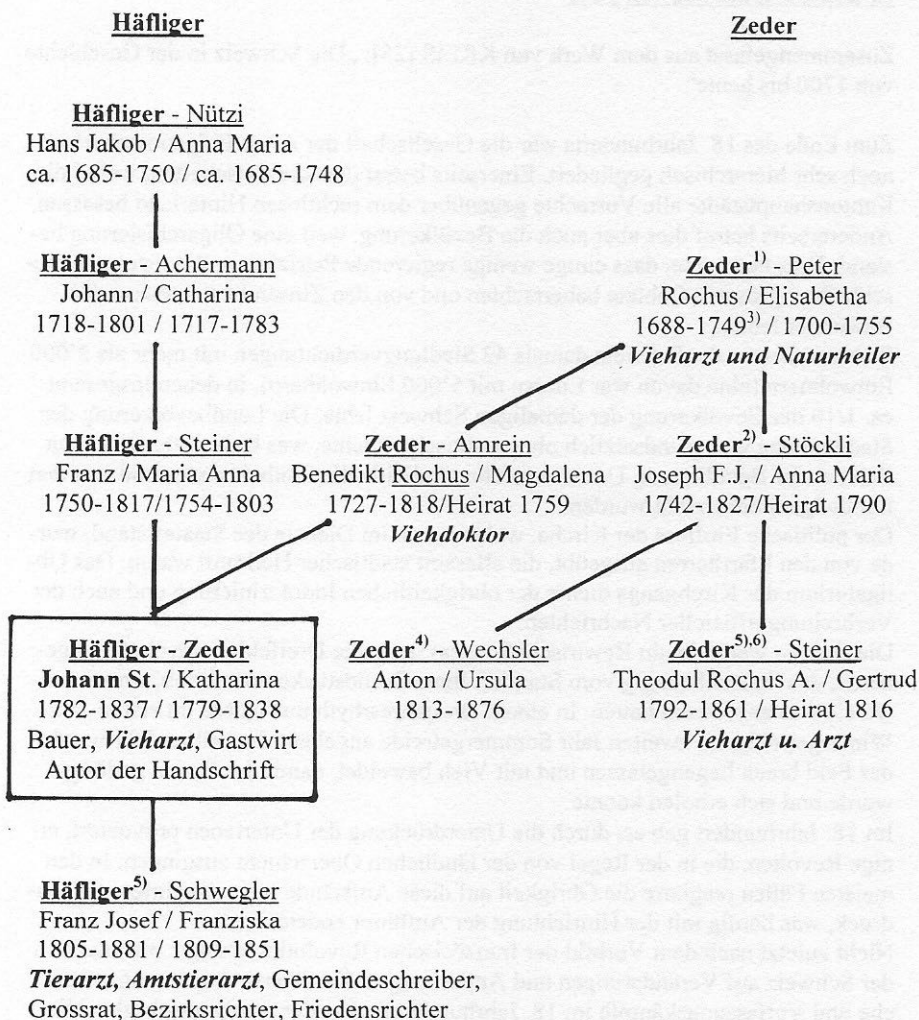 Häfliger
Zeder
Häfliger - Nützi
Hans Jakob / Anna Maria
ca. 1685-1750 / ca. 1685-1748
Häfliger - Achermann
Johann / Catharina
1718-1801 / 1717-1783
Zeder1) - Peter
Rochus / Elisabetha
1688-17493) / 1700-1755
Vieharzt und Naturheiler
Häfliger - Steiner
Franz / Maria Anna
1750-1817/1754-1803
Zeder - Amrein
Benedikt Rochus / Magdalena
1727-1818/Heirat 1759
Viehdoktor
Zeder2) - Stöckli
Joseph F.J. / Anna Maria
1742-1827/Heirat 1790
Häfliger - Zeder
Johann St. / Katharina
1782-1837 / 1779-1838
Bauer, Vieharzt, Gastwirt
Autor der Handschrift
Zeder4) - Wechsler
Anton / Ursula
1813-1876
Zeder5),6) - Steiner
Theodul Rochus A. / Gertrud
1792-1861 / Heirat 1816
Vieharzt u. Arzt
Häfliger5) - Schwegler
Franz Josef / Franziska
1805-1881 / 1809-1851
Tierarzt, Amtstierarzt, Gemeindeschreiber,
Grossrat, Bezirksrichter, Friedensrichter